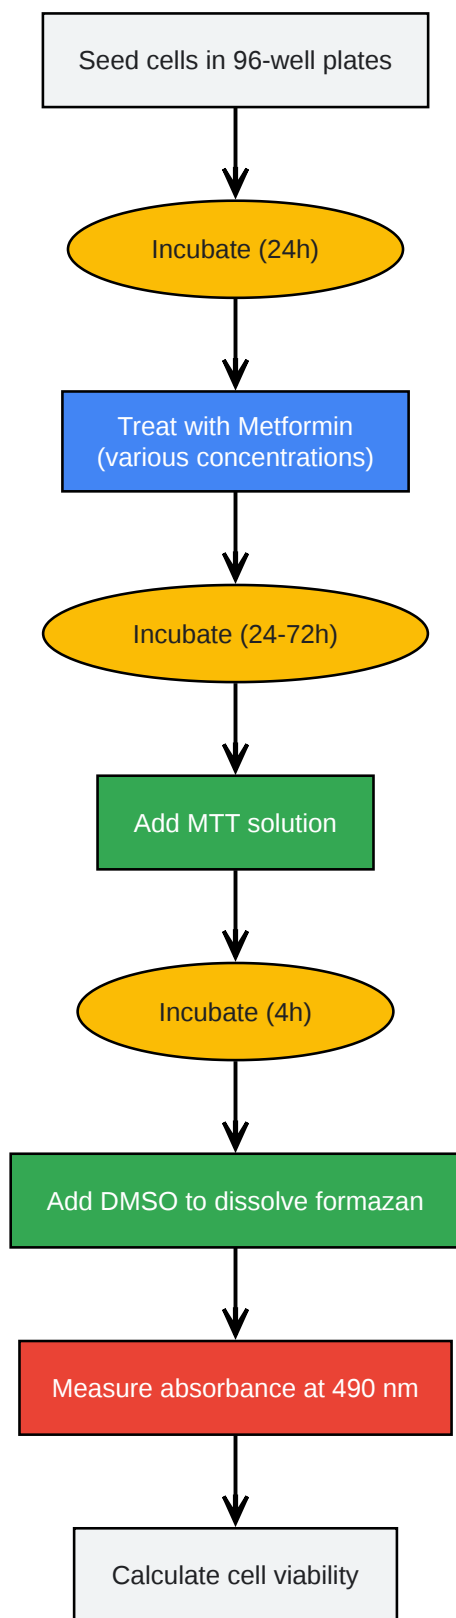 Seed cells in 96-well plates
Incubate (24h)
Treat with Metformin
(various concentrations)
Incubate (24-72h)
Add MTT solution
Incubate (4h)
Add DMSO to dissolve formazan
Measure absorbance at 490 nm
Calculate cell viability